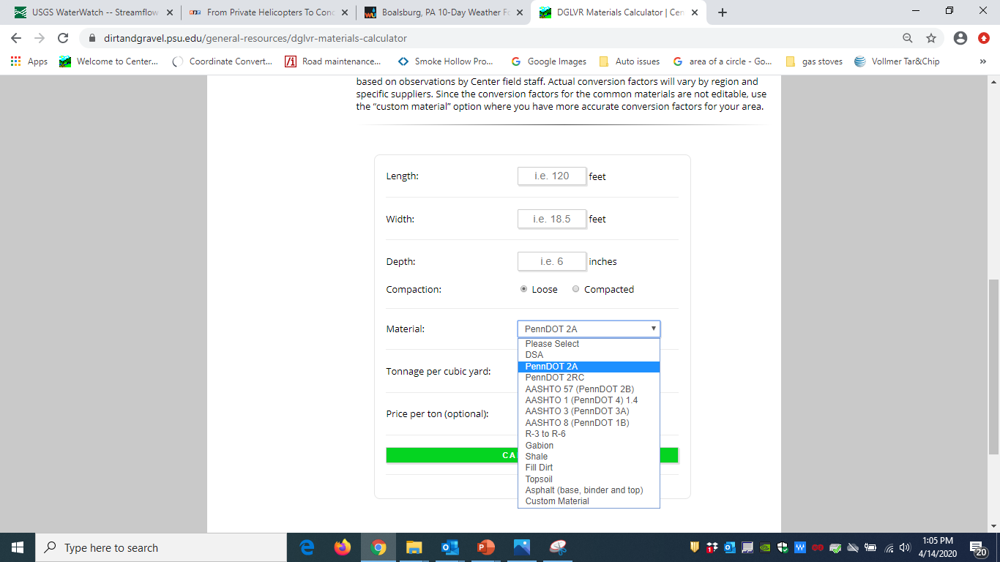 USGS WaterWatch -- Streamflow
From Private Helicopters To Conc
Boalsburg, PA 10-Day Weather Fo
DGLVR Materials Calculator | Cen
dirtandgravel.psu.edu/general-resources/dglvr-materials-calculator
Apps
Welcome to Center...
Coordinate Convert...
Road maintenance...
Smoke Hollow Pro...
Google Images
Auto issues
area of a circle - Go...
gas stoves
Vollmer Tar&Chip
»
based on observations by Center field staff. Actual conversion factors will vary by region and
specific suppliers. Since the conversion factors for the common materials are not editable, use
the “custom material” option where you have more accurate conversion factors for your area.
Length: i.e. 120 feet
Width: i.e. 18.5 feet
Depth: i.e. 6 inches
Compaction: Loose Compacted
Material: PennDOT 2A
Please Select
DSA
PennDOT 2A
PennDOT 2RC
AASHTO 57 (PennDOT 2B)
AASHTO 1 (PennDOT 4) 1.4
AASHTO 3 (PennDOT 3A)
AASHTO 8 (PennDOT 1B)
R-3 to R-6
Gabion
Shale
Fill Dirt
Topsoil
Asphalt (base, binder and top)
Custom Material
Tonnage per cubic yard:
Price per ton (optional):
CA
Type here to search
1:05 PM
4/14/2020
20